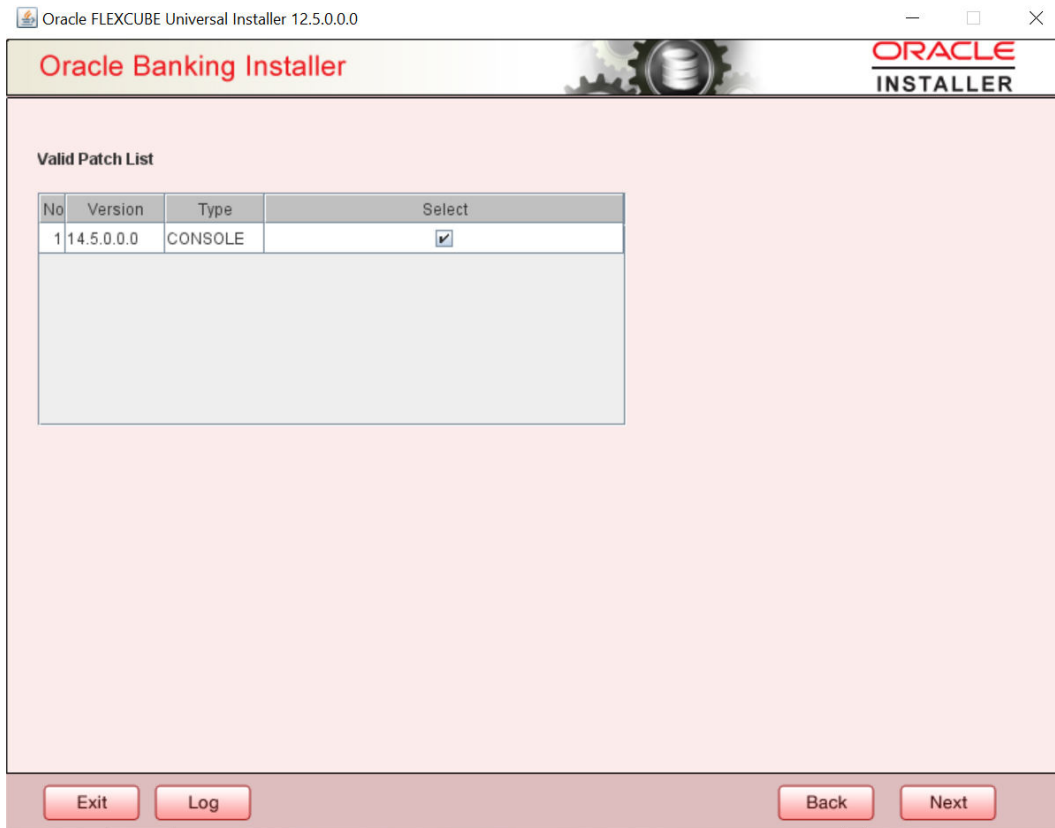 Oracle FLEXCUBE Universal Installer 12.5.0.0.0
Oracle Banking Installer
ORACLE
INSTALLER
Valid Patch List
No Version Type Select
1 14.5.0.0.0 CONSOLE
Exit Log Back Next